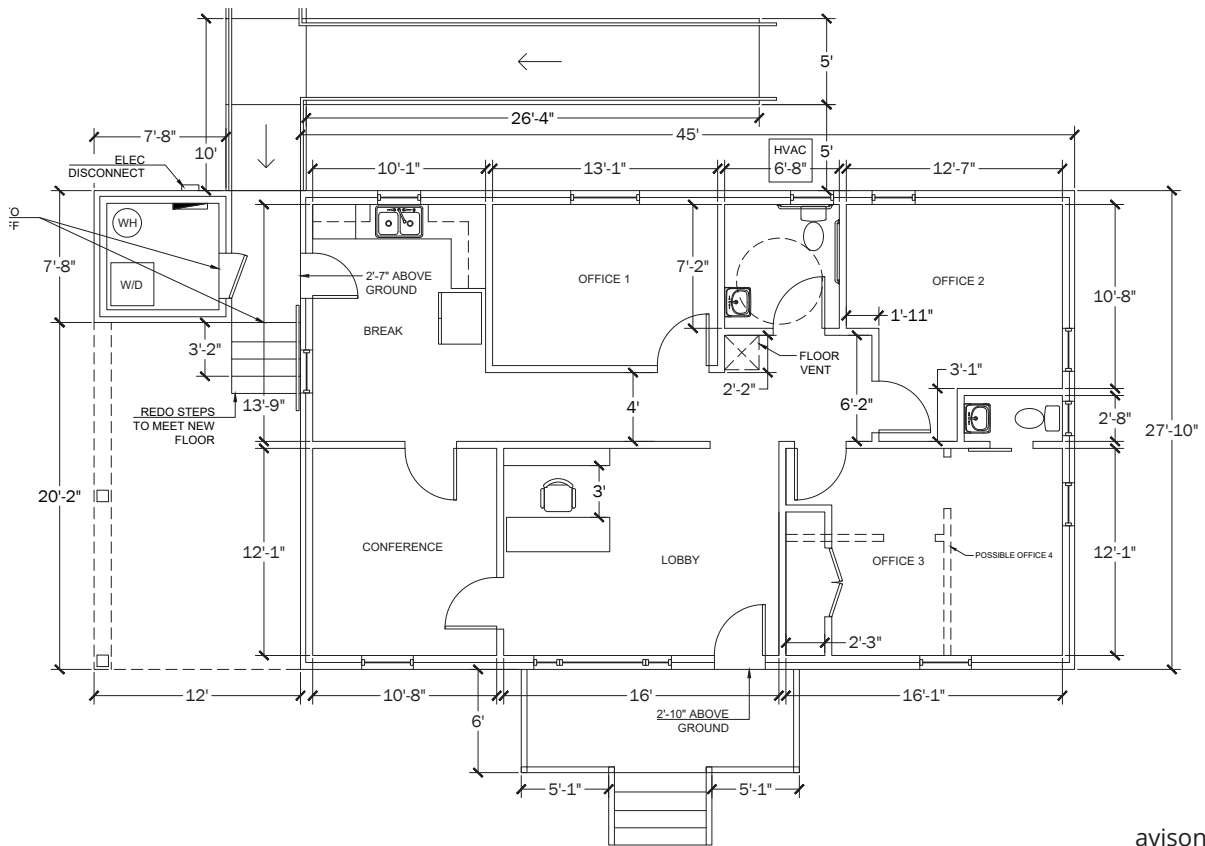 5'
26'-4"
45'
7'-8"
10'
ELEC
DISCONNECT
HVAC
5'
10'-1"
13'-1"
6'-8"
12'-7"
WH
W/D
7'-8"
2'-7" ABOVE
GROUND
OFFICE 1
7'-2"
OFFICE 2
10'-8"
BREAK
1'-11"
3'-2"
FLOOR
VENT
2'-2"
3'-1"
13'-9"
4'
6'-2"
2'-8"
REDO STEPS
TO MEET NEW
FLOOR
27'-10"
20'-2"
3'
12'-1"
CONFERENCE
LOBBY
OFFICE 3
POSSIBLE OFFICE 4
12'-1"
2'-3"
12'
10'-8"
16'
16'-1"
6'
2'-10" ABOVE
GROUND
5'-1"
5'-1"
avison